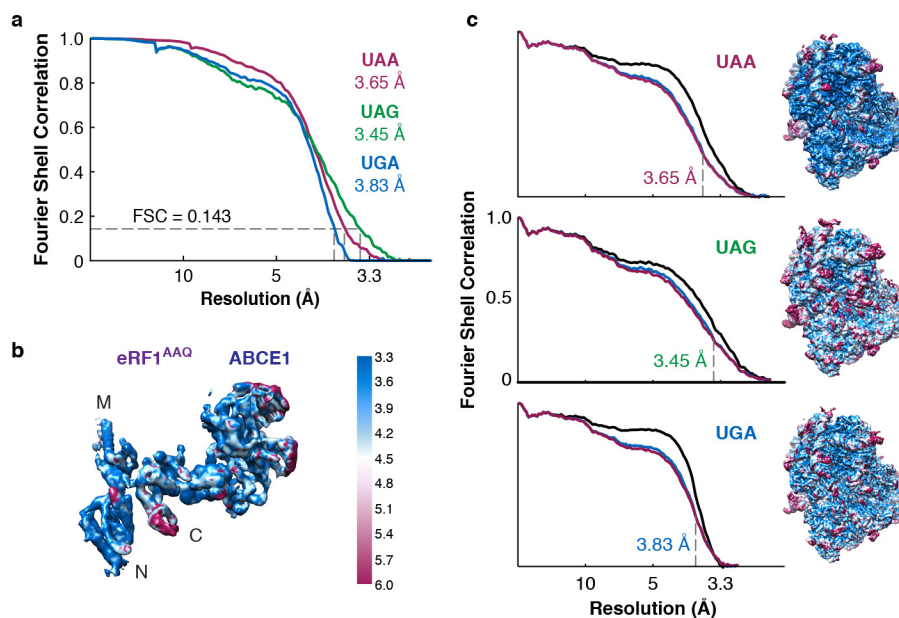 a
Fourier Shell Correlation
1.0
0.8
0.6
0.4
0.2
0
FSC = 0.143
UAA
3.65 Å
UAG
3.45 Å
UGA
3.83 Å
10
5
3.3
Resolution (Å)
b
eRF1AAQ
ABCE1
M
N
C
3.3
3.6
3.9
4.2
4.5
4.8
5.1
5.4
5.7
6.0
c
UAA
3.65 Å
Fourier Shell Correlation
1.0
0.5
0
UAG
3.45 Å
UGA
3.83 Å
10
5
3.3
Resolution (Å)